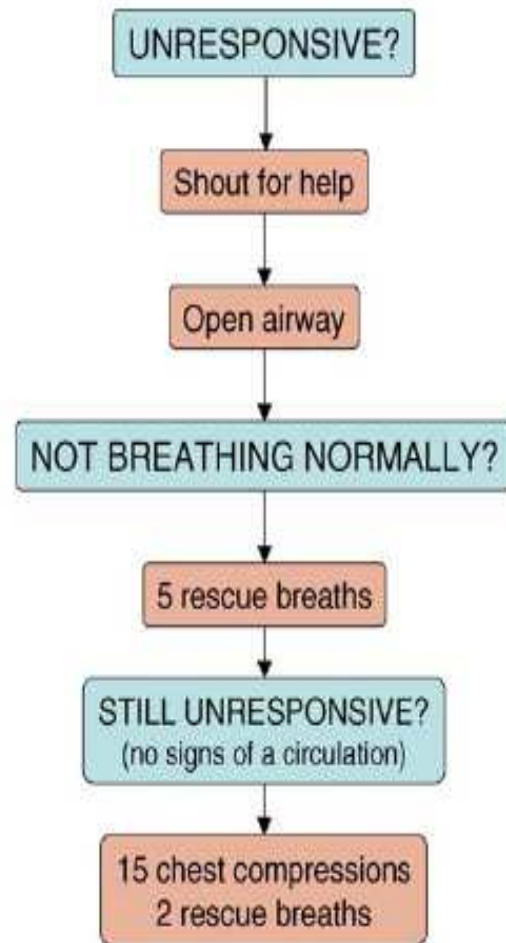 UNRESPONSIVE?
Shout for help
Open airway
NOT BREATHING NORMALLY?
5 rescue breaths
STILL UNRESPONSIVE?
(no signs of a circulation)
15 chest compressions
2 rescue breaths